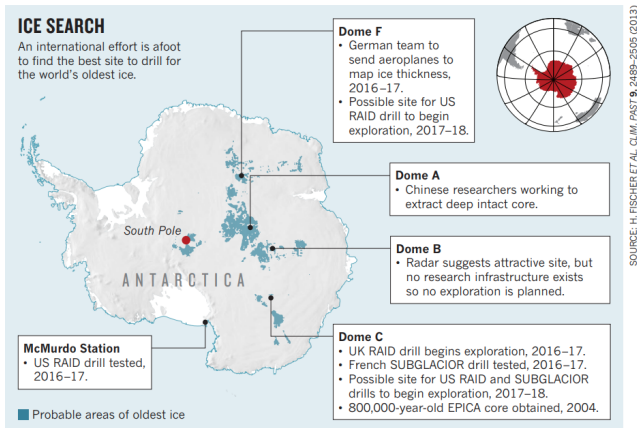 ICE SEARCH
An international effort is afoot
to find the best site to drill for
the world's oldest ice.
Dome F
• German team to
send aeroplanes to
map ice thickness,
2016–17.
• Possible site for US
RAID drill to begin
exploration, 2017–18.
Dome A
• Chinese researchers working to
extract deep intact core.
South Pole
Dome B
• Radar suggests attractive site, but
no research infrastructure exists
so no exploration is planned.
ANTARCTICA
McMurdo Station
• US RAID drill tested,
2016–17.
Dome C
• UK RAID drill begins exploration, 2016–17.
• French SUBGLACIOR drill tested, 2016–17.
• Possible site for US RAID and SUBGLACIOR
drills to begin exploration, 2017–18.
• 800,000-year-old EPICA core obtained, 2004.
Probable areas of oldest ice
SOURCE: H. FISCHER ET AL. CLIM. PAST 9, 2489–2505 (2013)